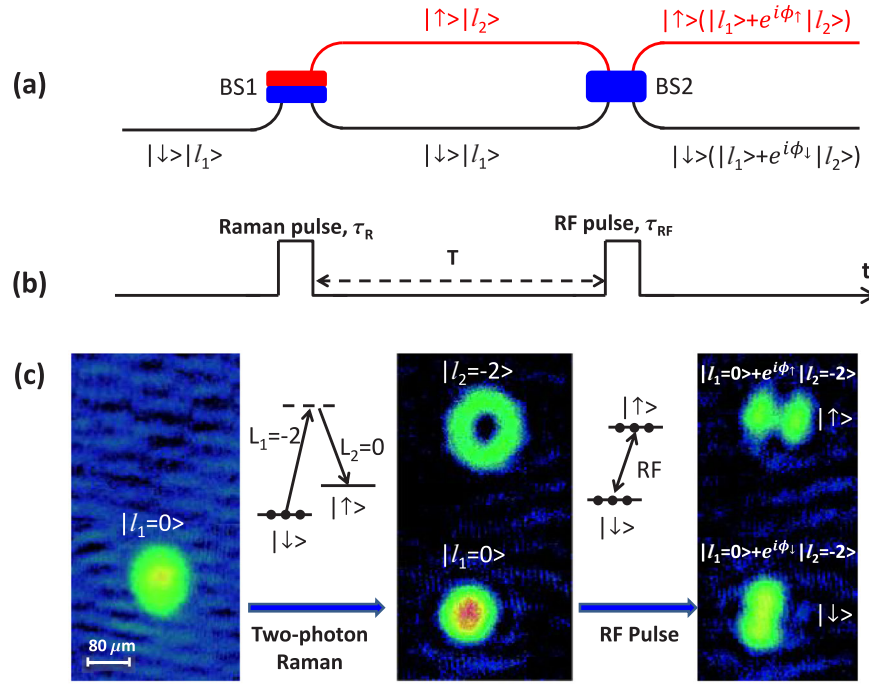 (a)
|↑>|l₂>
|↑>(|l₁>+e^{iϕ↑}|l₂>)
BS1
BS2
|↓>|l₁>
|↓>|l₁>
|↓>(|l₁>+e^{iϕ↓}|l₂>)
(b)
Raman pulse, τ_R
RF pulse, τ_RF
T
t
(c)
|l₁=0>
80 μm
L₁=-2
L₂=0
|↑>
|↓>
Two-photon
Raman
|l₂=-2>
|l₁=0>
|↑>
RF
|↓>
RF Pulse
|l₁=0>+e^{iϕ↑}|l₂=-2>
|↑>
|l₁=0>+e^{iϕ↓}|l₂=-2>
|↓>